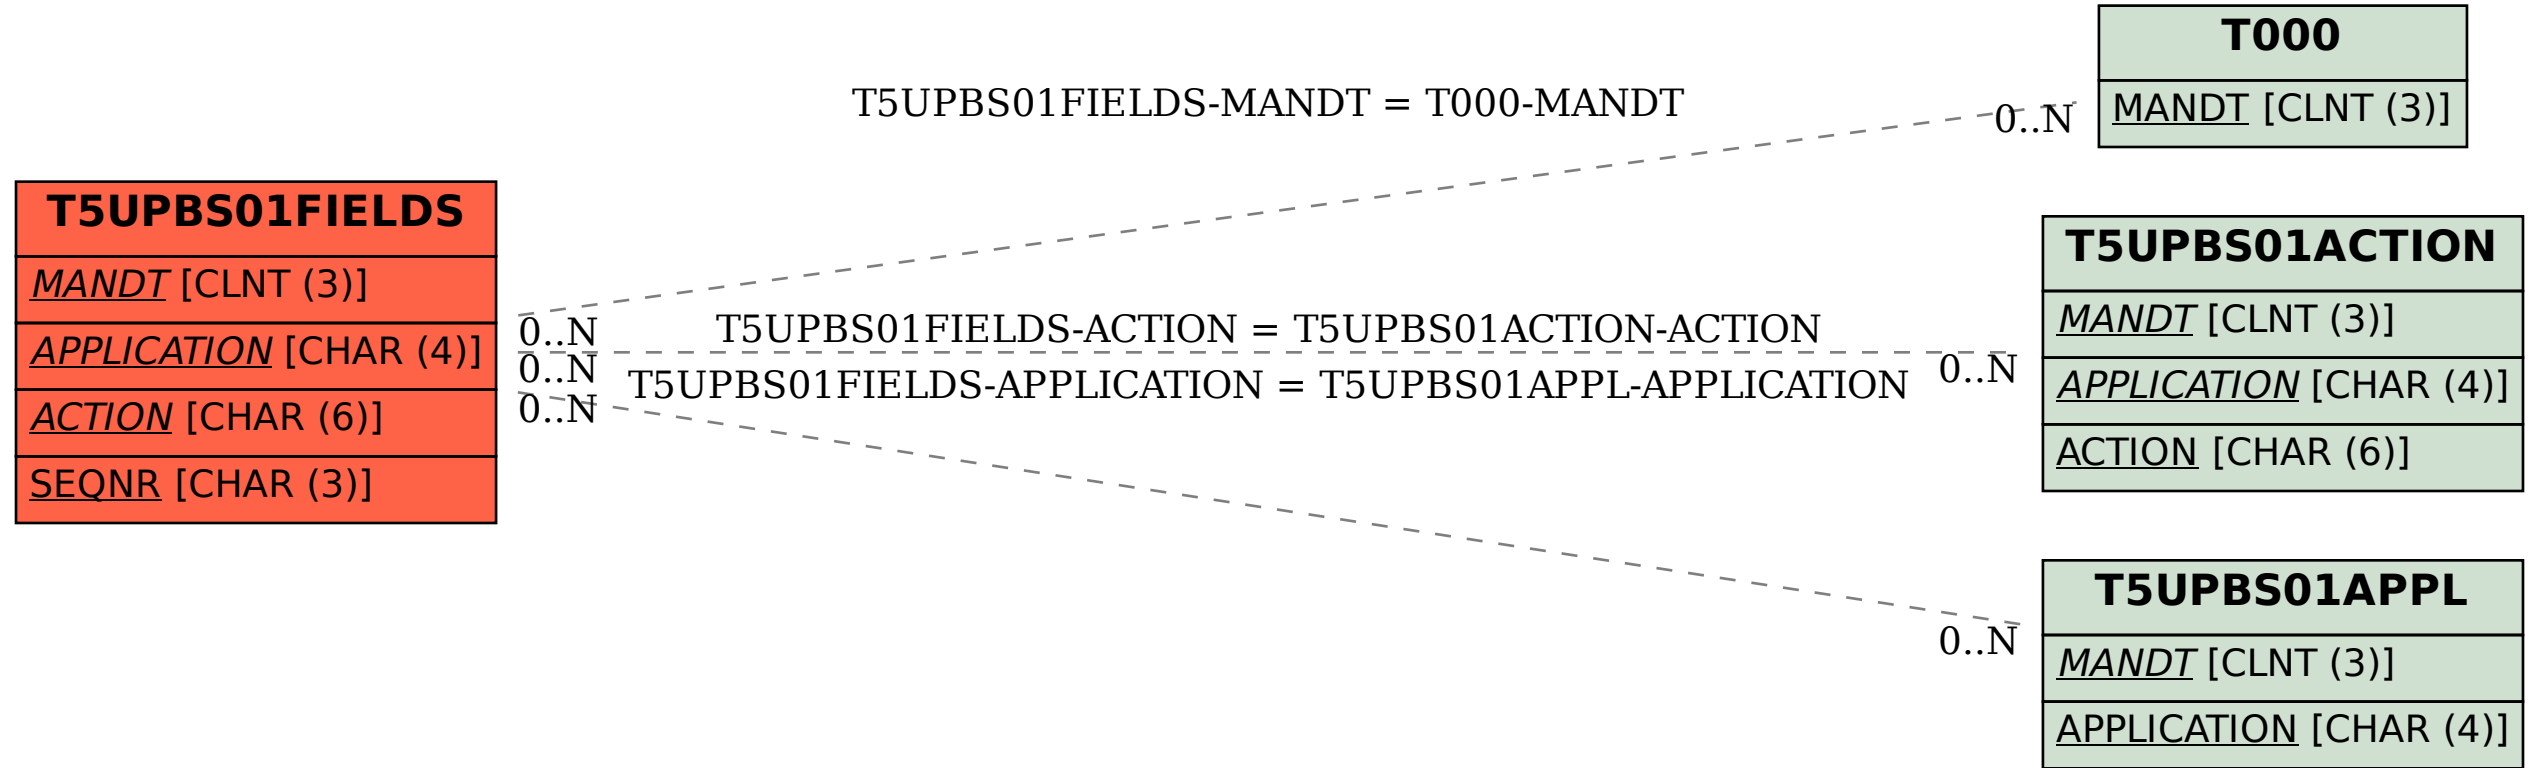 T5UPBS01FIELDS
MANDT [CLNT (3)]
APPLICATION [CHAR (4)]
ACTION [CHAR (6)]
SEQNR [CHAR (3)]
T5UPBS01FIELDS-MANDT = T000-MANDT
0..N
0..N
T5UPBS01FIELDS-ACTION = T5UPBS01ACTION-ACTION
0..N
0..N
T5UPBS01FIELDS-APPLICATION = T5UPBS01APPL-APPLICATION
0..N
0..N
T000
MANDT [CLNT (3)]
T5UPBS01ACTION
MANDT [CLNT (3)]
APPLICATION [CHAR (4)]
ACTION [CHAR (6)]
T5UPBS01APPL
MANDT [CLNT (3)]
APPLICATION [CHAR (4)]